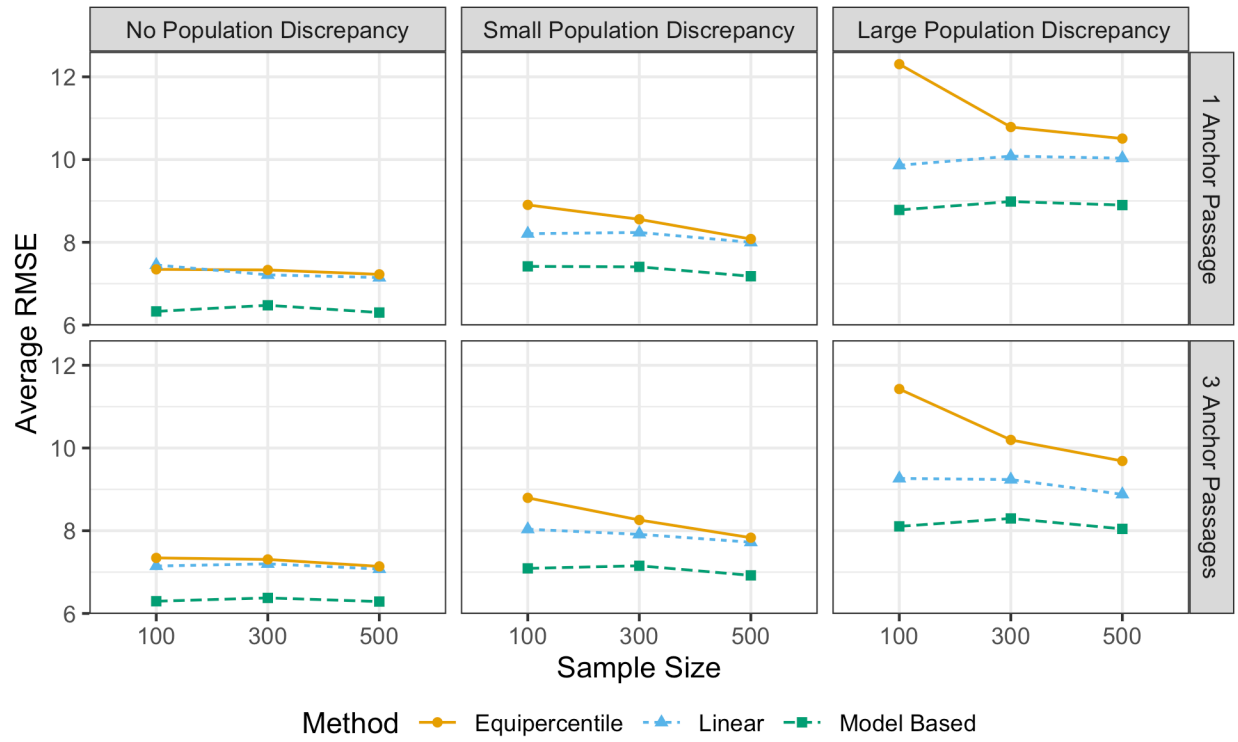 No Population Discrepancy
Small Population Discrepancy
Large Population Discrepancy
12
10
8
6
1 Anchor Passage
Average RMSE
12
10
8
6
3 Anchor Passages
100
300
500
100
300
500
100
300
500
Sample Size
Method
Equipercentile
Linear
Model Based